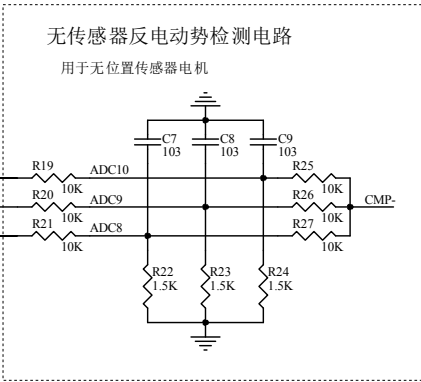 无传感器反电动势检测电路
用于无位置传感器电机
C7 C8 C9
103 103 103
R19 ADC10 R25
10K 10K
R20 ADC9 R26 CMP-
10K 10K
R21 ADC8 R27
10K 10K
R22 R23 R24
1.5K 1.5K 1.5K